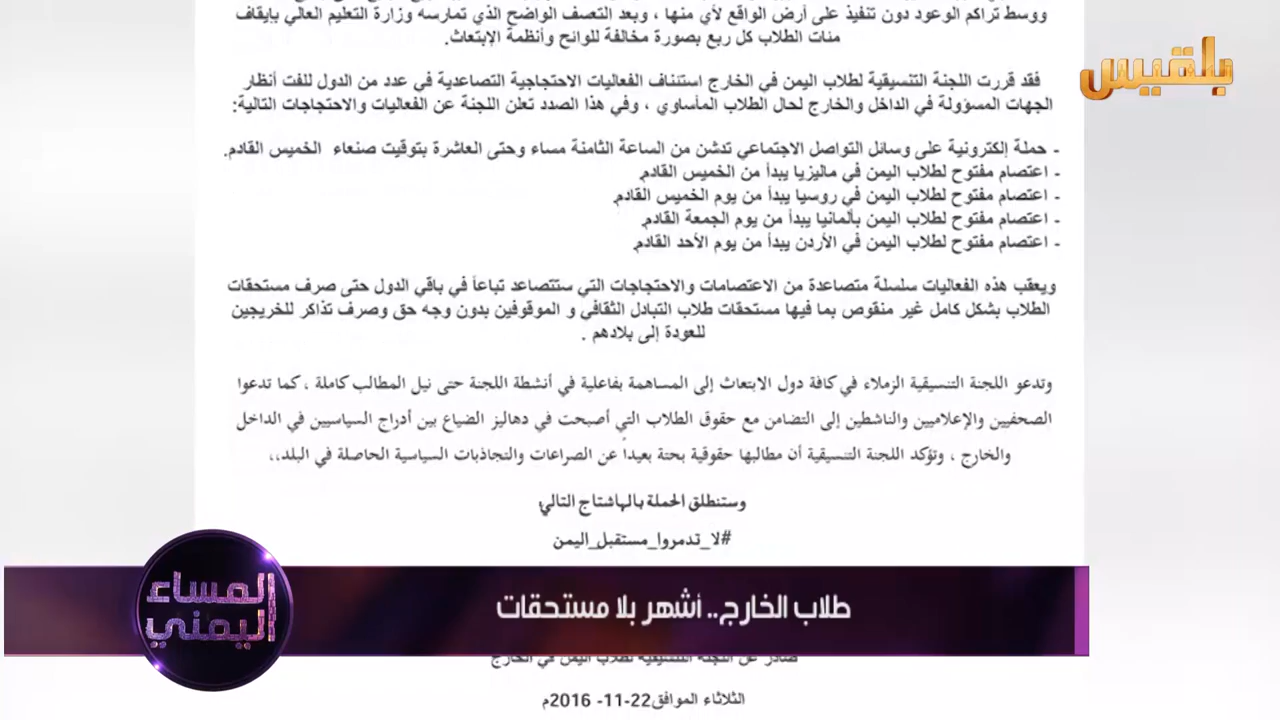 ووسط تراكم الوعود دون تنفيذ على أرض الواقع لأي منها ، وبعد التعسف الواضح الذي تمارسه وزارة التعليم العالي بإيقاف
مئات الطلاب كل ربع بصورة مخالفة للوائح وأنظمة الإبتعاث.
بلقيس
فقد قررت اللجنة التنسيقية لطلاب اليمن في الخارج استئناف الفعاليات الاحتجاجية التصاعدية في عدد من الدول للفت أنظار
الجهات المسؤولة في الداخل والخارج لحال الطلاب المأساوي ، وفي هذا الصدد تعلن اللجنة عن الفعاليات والاحتجاجات التالية:
- حملة إلكترونية على وسائل التواصل الاجتماعي تدشن من الساعة الثامنة مساء وحتى العاشرة بتوقيت صنعاء الخميس القادم.
- اعتصام مفتوح لطلاب اليمن في ماليزيا يبدأ من الخميس القادم
- اعتصام مفتوح لطلاب اليمن في روسيا يبدأ من يوم الخميس القادم
- اعتصام مفتوح لطلاب اليمن بألمانيا يبدأ من يوم الجمعة القادم
- اعتصام مفتوح لطلاب اليمن في الأردن يبدأ من يوم الأحد القادم
ويعقب هذه الفعاليات سلسلة متصاعدة من الاعتصامات والاحتجاجات التي ستتصاعد تباعاً في باقي الدول حتى صرف مستحقات
الطلاب بشكل كامل غير منقوص بما فيها مستحقات طلاب التبادل الثقافي و الموقوفين بدون وجه حق وصرف تذاكر للخريجين
للعودة إلى بلادهم .
وتدعو اللجنة التنسيقية الزملاء في كافة دول الابتعاث إلى المساهمة بفاعلية في أنشطة اللجنة حتى نيل المطالب كاملة ، كما تدعوا
الصحفيين والإعلاميين والناشطين إلى التضامن مع حقوق الطلاب التي أصبحت في دهاليز الضياع بين أدراج السياسيين في الداخل
والخارج ، وتؤكد اللجنة التنسيقية أن مطالبها حقوقية بحتة بعيداً عن الصراعات والتجاذبات السياسية الحاصلة في البلد،،
وستنطلق الحملة بالهاشتاج التالي
#لا_تدمروا_مستقبل_اليمن
المساء
اليمني
طلاب الخارج.. أشهر بلا مستحقات
صادر عن اللجنة التنسيقية لطلاب اليمن في الخارج
الثلاثاء الموافق22-11- 2016م